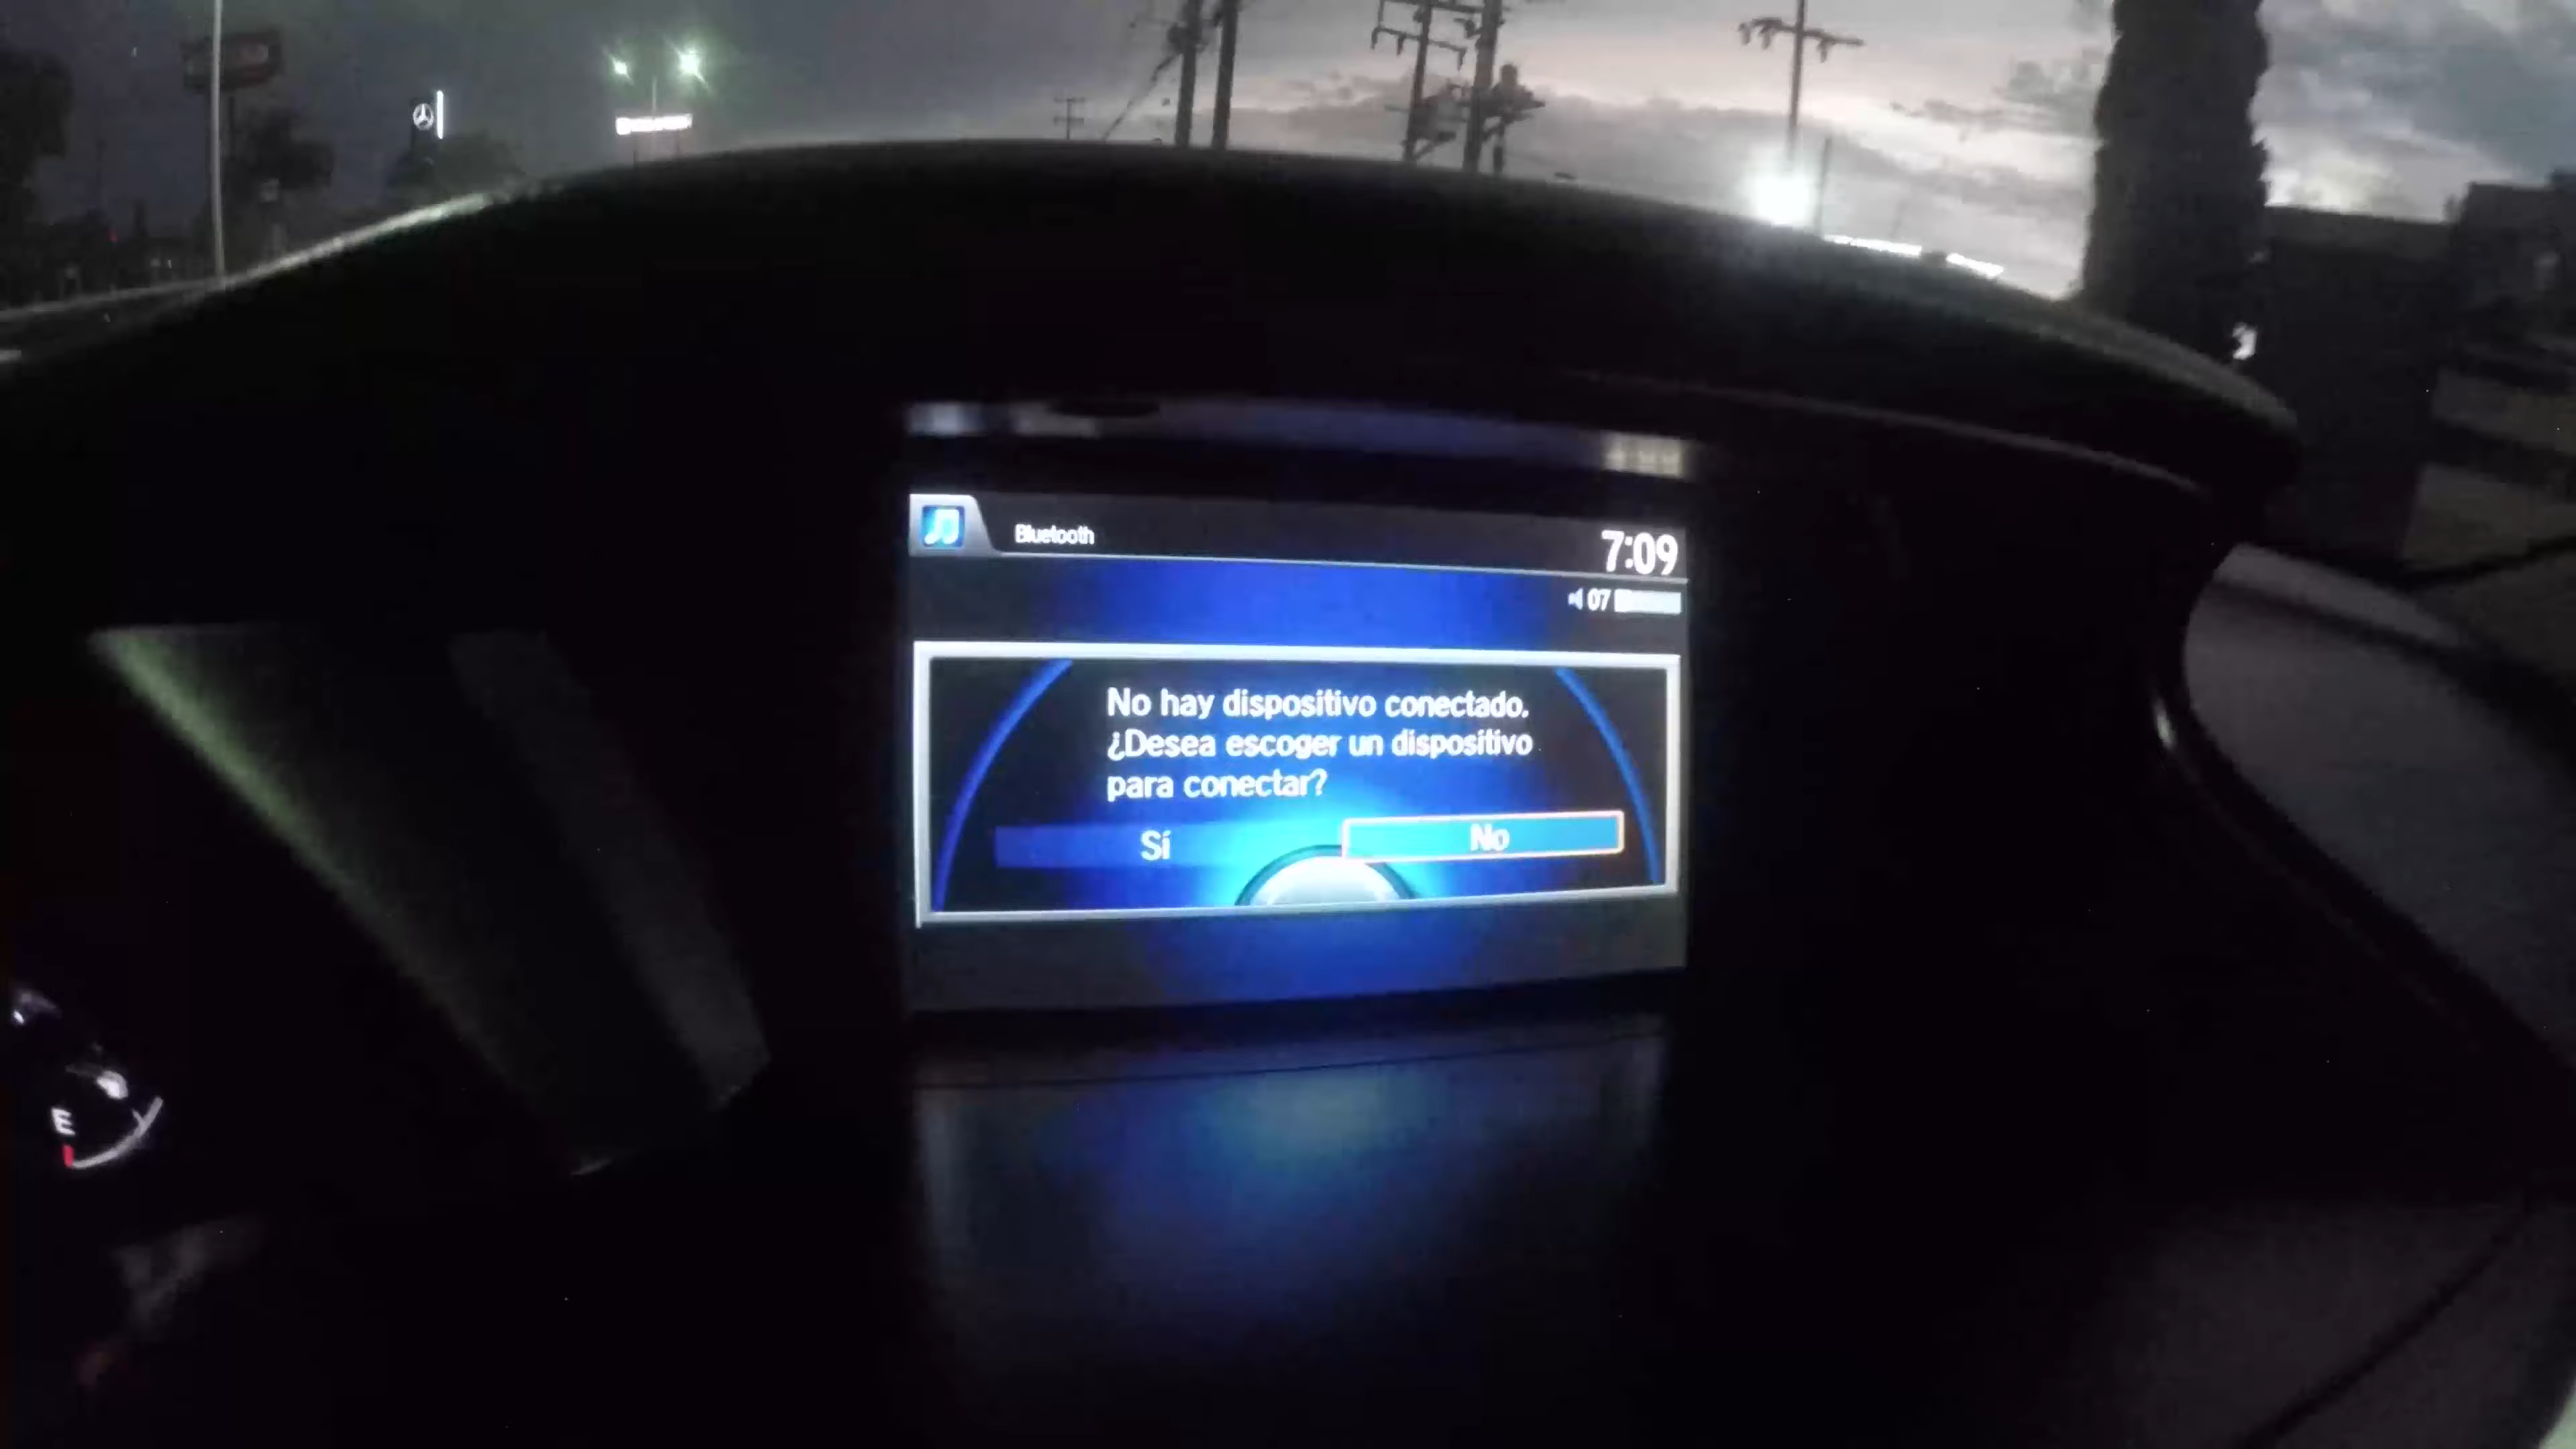 Bluetooth
7:09
07
No hay dispositivo conectado.
¿Desea escoger un dispositivo
para conectar?
Sí
No
E